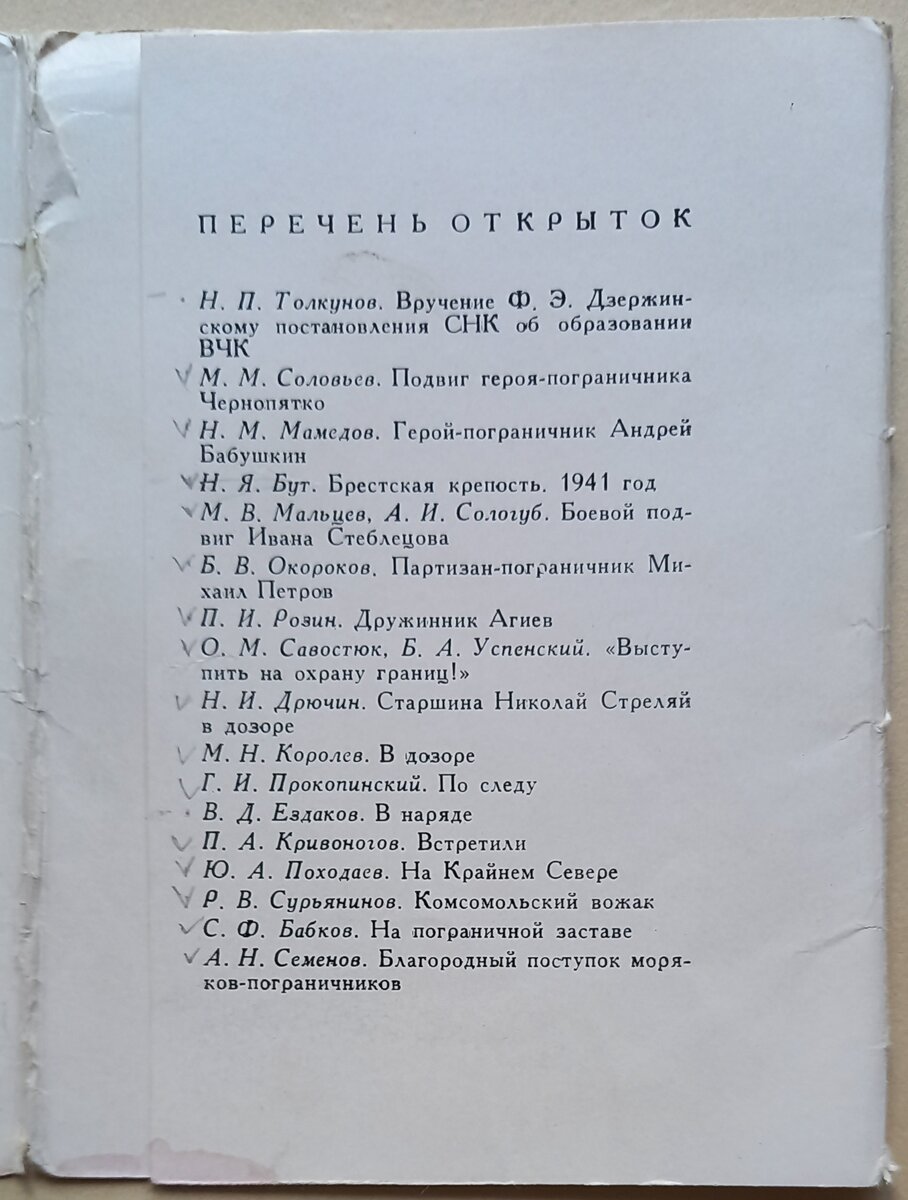 ПЕРЕЧЕНЬ ОТКРЫТОК
Н. П. Толкунов. Вручение Ф. Э. Дзержин-
скому постановления СНК об образовании
ВЧК
М. М. Соловьев. Подвиг героя-пограничника
Чернопятко
Н. М. Мамедов. Герой-пограничник Андрей
Бабушкин
Н. Я. Бут. Брестская крепость. 1941 год
М. В. Мальцев, А. И. Сологуб. Боевой под-
виг Ивана Стеблецова
Б. В. Окороков. Партизан-пограничник Ми-
хаил Петров
П. И. Розин. Дружинник Агиев
О. М. Савостюк, Б. А. Успенский. «Высту-
пить на охрану границ!»
Н. И. Дрючин. Старшина Николай Стреляй
в дозоре
М. Н. Королев. В дозоре
Г. И. Прокопинский. По следу
В. Д. Ездаков. В наряде
П. А. Кривоногов. Встретили
Ю. А. Походаев. На Крайнем Севере
Р. В. Сурьянинов. Комсомольский вожак
С. Ф. Бабков. На пограничной заставе
А. Н. Семенов. Благородный поступок моря-
ков-пограничников